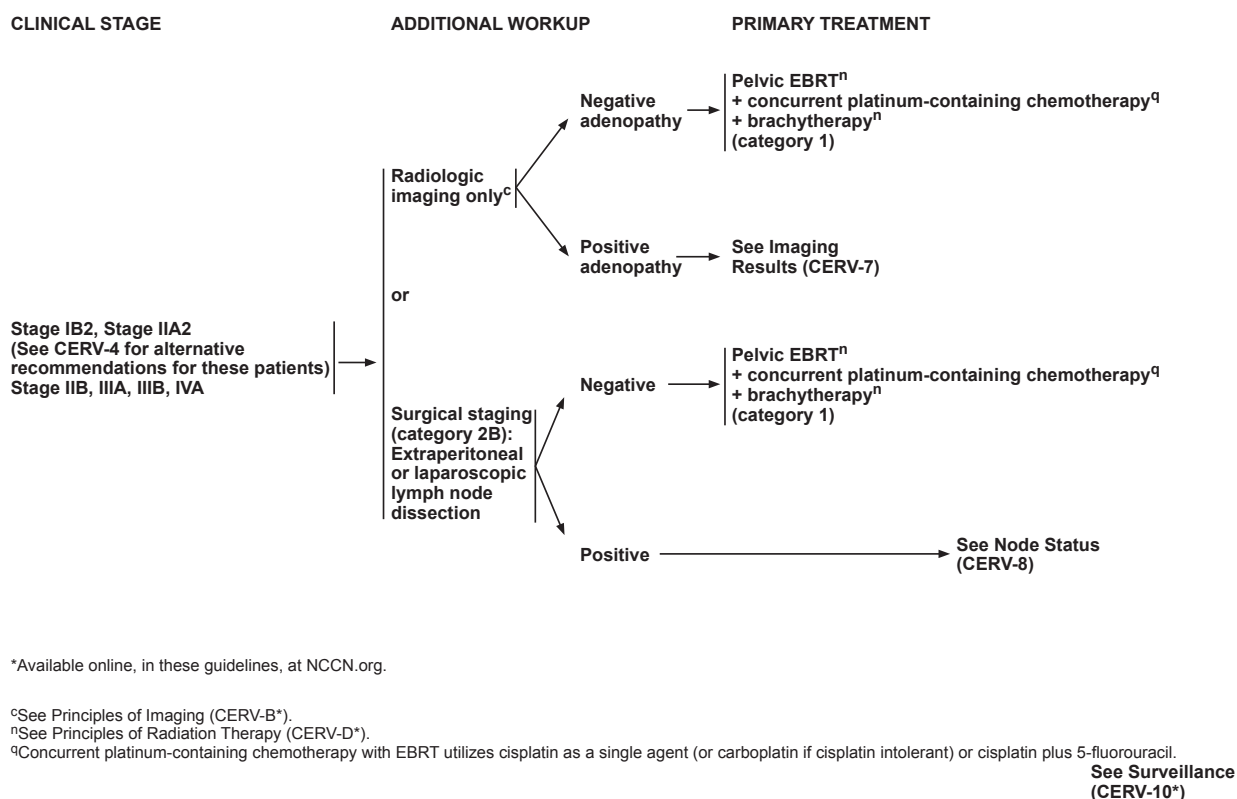 CLINICAL STAGE
ADDITIONAL WORKUP
PRIMARY TREATMENT
Stage IB2, Stage IIA2
(See CERV-4 for alternative
recommendations for these patients)
Stage IIB, IIIA, IIIB, IVA
Radiologic
imaging onlyc
Negative
adenopathy
Pelvic EBRTn
+ concurrent platinum-containing chemotherapyq
+ brachytherapyn
(category 1)
Positive
adenopathy
See Imaging
Results (CERV-7)
or
Surgical staging
(category 2B):
Extraperitoneal
or laparoscopic
lymph node
dissection
Negative
Pelvic EBRTn
+ concurrent platinum-containing chemotherapyq
+ brachytherapyn
(category 1)
Positive
See Node Status
(CERV-8)
*Available online, in these guidelines, at NCCN.org.
cSee Principles of Imaging (CERV-B*).
nSee Principles of Radiation Therapy (CERV-D*).
qConcurrent platinum-containing chemotherapy with EBRT utilizes cisplatin as a single agent (or carboplatin if cisplatin intolerant) or cisplatin plus 5-fluorouracil.
See Surveillance
(CERV-10*)